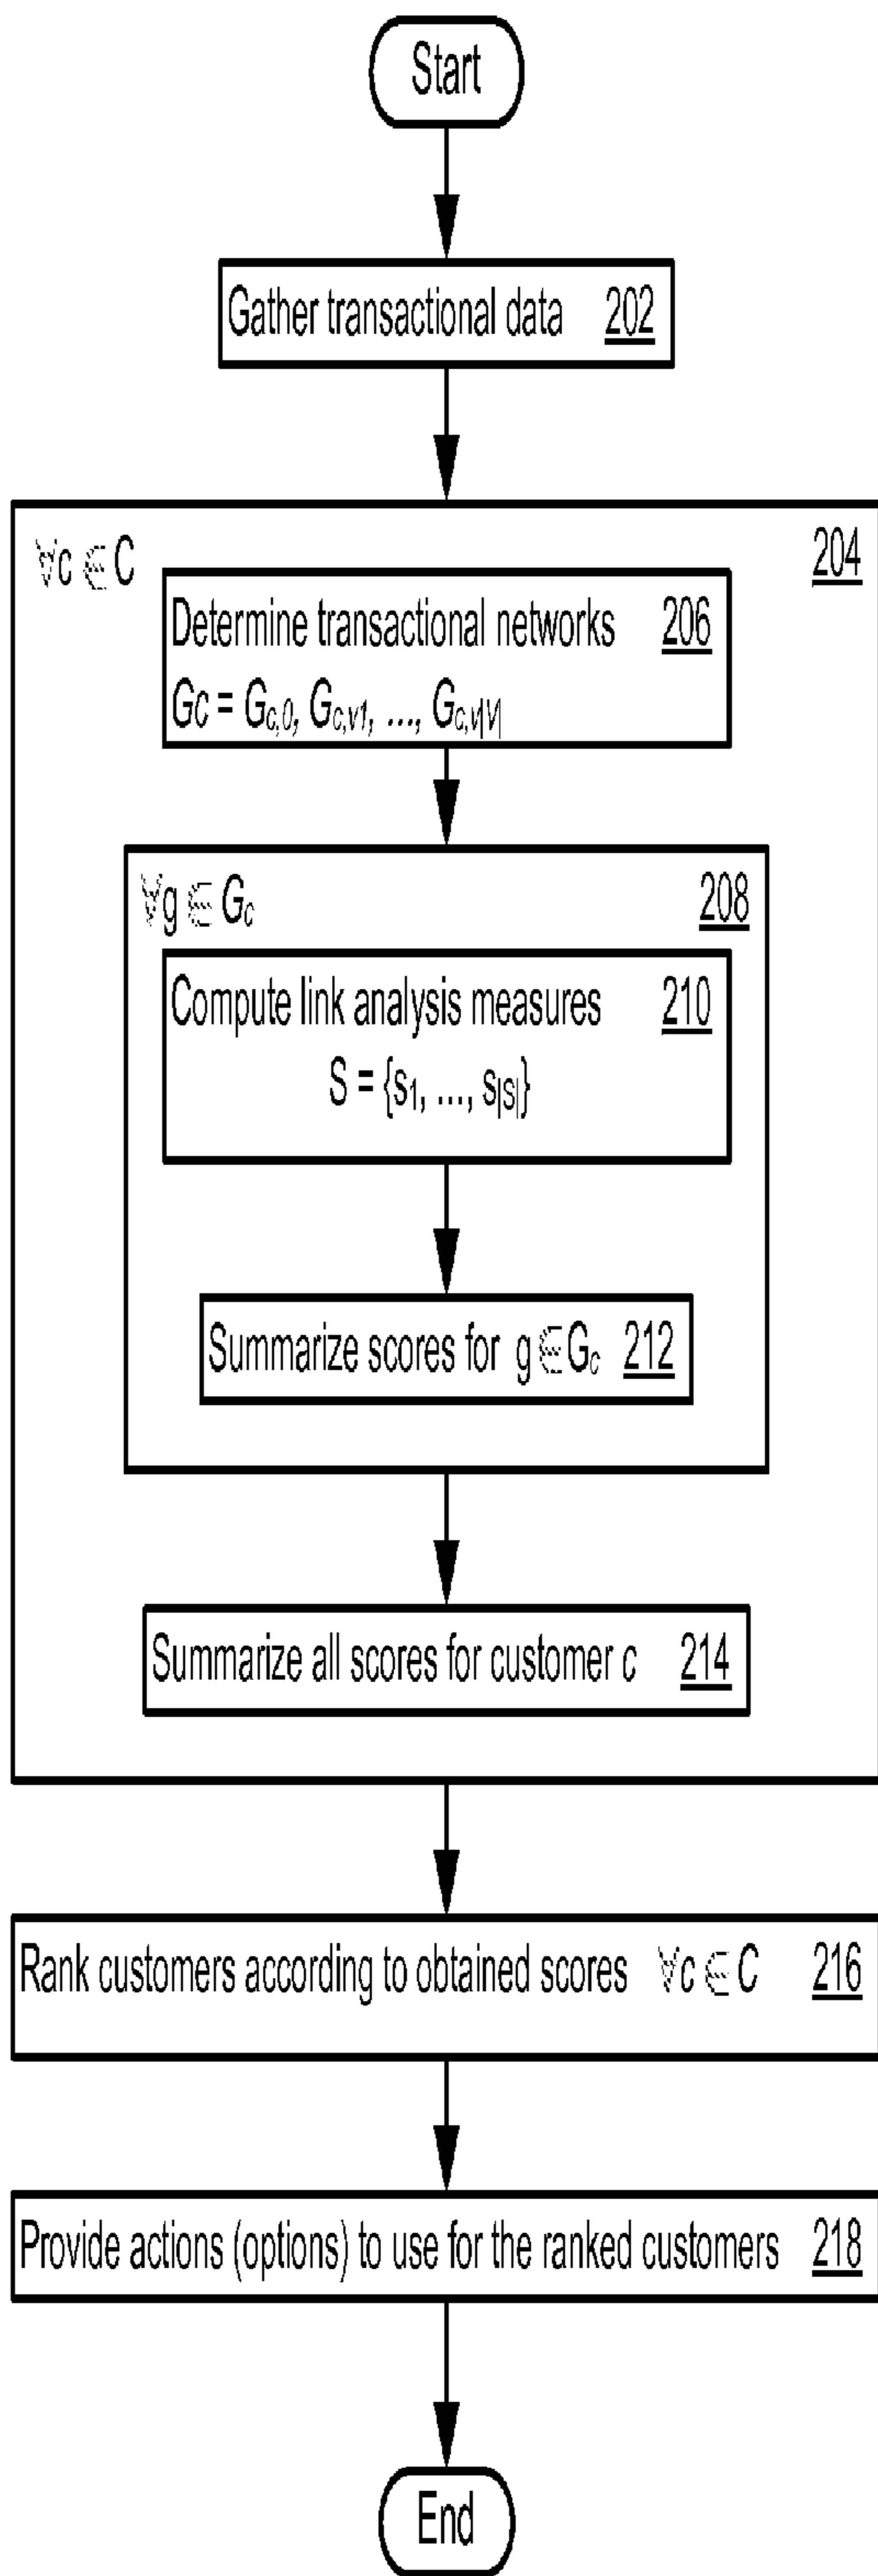 Start
Gather transactional data 202
∀c ∈ C 204
Determine transactional networks 206
Gc = Gc,0, Gc,v1, ..., Gc,v|V|
∀g ∈ Gc 208
Compute link analysis measures 210
S = {s1, ..., s|S|}
Summarize scores for g∈Gc 212
Summarize all scores for customer c 214
Rank customers according to obtained scores ∀c ∈ C 216
Provide actions (options) to use for the ranked customers 218
End